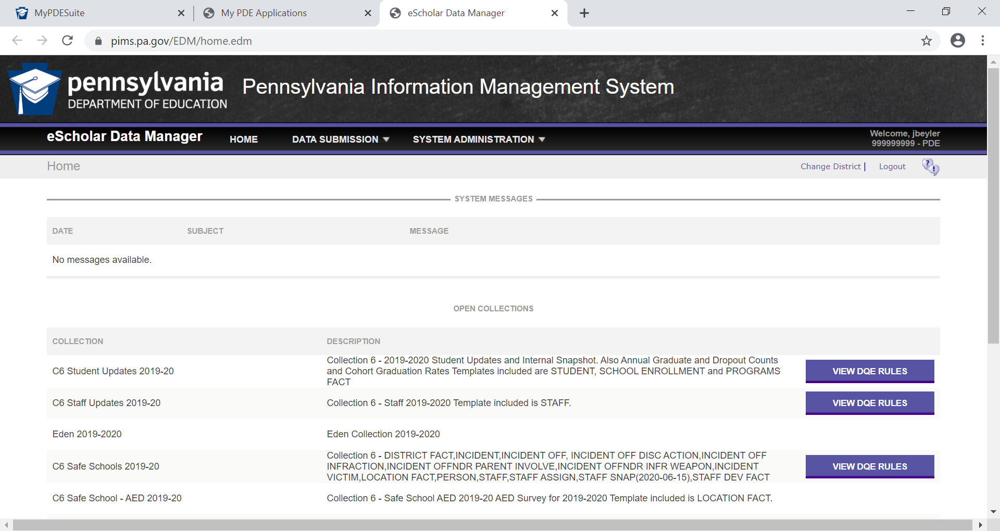 MyPDESuite
My PDE Applications
eScholar Data Manager
pims.pa.gov/EDM/home.edm
pennsylvania
DEPARTMENT OF EDUCATION
Pennsylvania Information Management System
eScholar Data Manager
HOME
DATA SUBMISSION
SYSTEM ADMINISTRATION
Welcome, jbeyler
999999999 - PDE
Home
Change District |
Logout
SYSTEM MESSAGES
DATE
SUBJECT
MESSAGE
No messages available.
OPEN COLLECTIONS
COLLECTION
DESCRIPTION
C6 Student Updates 2019-20
Collection 6 - 2019-2020 Student Updates and Internal Snapshot. Also Annual Graduate and Dropout Counts
and Cohort Graduation Rates Templates included are STUDENT, SCHOOL ENROLLMENT and PROGRAMS
FACT
VIEW DQE RULES
C6 Staff Updates 2019-20
Collection 6 - Staff 2019-2020 Template included is STAFF.
VIEW DQE RULES
Eden 2019-2020
Eden Collection 2019-2020
C6 Safe Schools 2019-20
Collection 6 - DISTRICT FACT,INCIDENT,INCIDENT OFF, INCIDENT OFF DISC ACTION,INCIDENT OFF
INFRACTION,INCIDENT OFFNDR PARENT INVOLVE,INCIDENT OFFNDR INFR WEAPON,INCIDENT
VICTIM,LOCATION FACT,PERSON,STAFF,STAFF ASSIGN,STAFF SNAP(2020-06-15),STAFF DEV FACT
VIEW DQE RULES
C6 Safe School - AED 2019-20
Collection 6 - Safe School AED 2019-20 AED Survey for 2019-2020 Template included is LOCATION FACT.